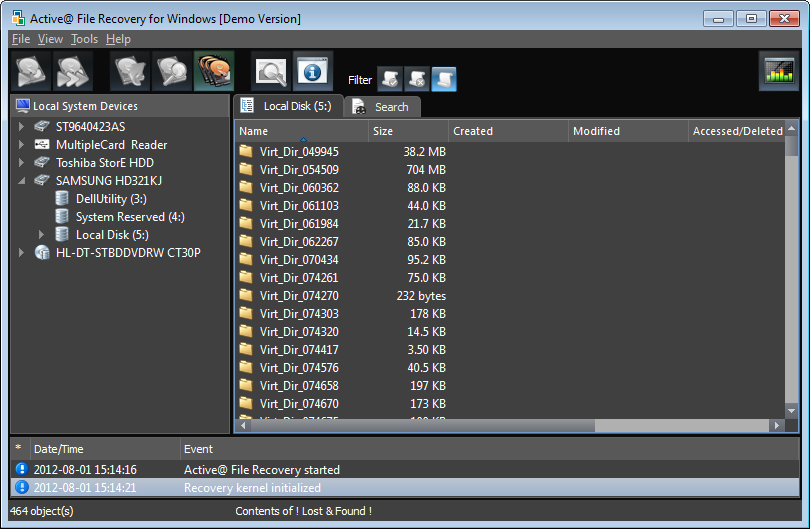 Active@ File Recovery for Windows [Demo Version]
File View Tools Help
Filter
Local System Devices
ST9640423AS
MultipleCard Reader
Toshiba StorE HDD
SAMSUNG HD321KJ
DellUtility (3:)
System Reserved (4:)
Local Disk (5:)
HL-DT-STBDDVDRW CT30P
Local Disk (5:) Search
Name Size Created Modified Accessed/Deleted
Virt_Dir_049945 38.2 MB
Virt_Dir_054509 704 MB
Virt_Dir_060362 88.0 KB
Virt_Dir_061103 44.0 KB
Virt_Dir_061984 21.7 KB
Virt_Dir_062267 85.0 KB
Virt_Dir_070434 95.2 KB
Virt_Dir_074261 75.0 KB
Virt_Dir_074270 232 bytes
Virt_Dir_074303 178 KB
Virt_Dir_074320 14.5 KB
Virt_Dir_074417 3.50 KB
Virt_Dir_074576 40.5 KB
Virt_Dir_074658 197 KB
Virt_Dir_074670 173 KB
* Date/Time Event
2012-08-01 15:14:16 Active@ File Recovery started
2012-08-01 15:14:21 Recovery kernel initialized
464 object(s) Contents of ! Lost & Found !